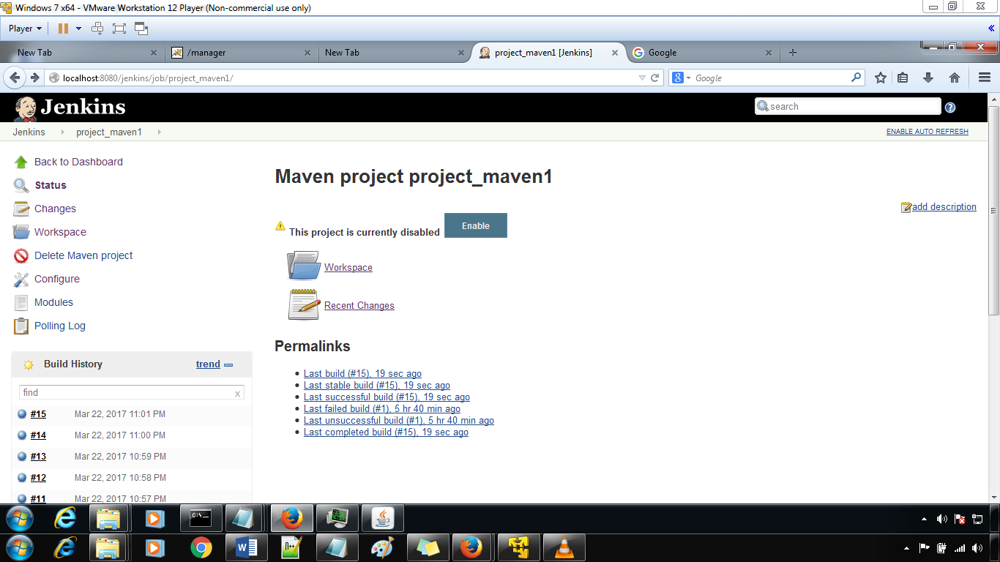 Windows 7 x64 - VMware Workstation 12 Player (Non-commercial use only)
Player
New Tab
/manager
New Tab
project_maven1 [Jenkins]
Google
localhost:8080/jenkins/job/project_maven1/
Google
Jenkins
search
Jenkins
project_maven1
ENABLE AUTO REFRESH
Back to Dashboard
Status
Changes
Workspace
Delete Maven project
Configure
Modules
Polling Log
Maven project project_maven1
add description
This project is currently disabled
Enable
Workspace
Recent Changes
Permalinks
Last build (#15), 19 sec ago
Last stable build (#15), 19 sec ago
Last successful build (#15), 19 sec ago
Last failed build (#1), 5 hr 40 min ago
Last unsuccessful build (#1), 5 hr 40 min ago
Last completed build (#15), 19 sec ago
Build History
trend
find
x
#15 Mar 22, 2017 11:01 PM
#14 Mar 22, 2017 11:00 PM
#13 Mar 22, 2017 10:59 PM
#12 Mar 22, 2017 10:58 PM
#11 Mar 22, 2017 10:57 PM